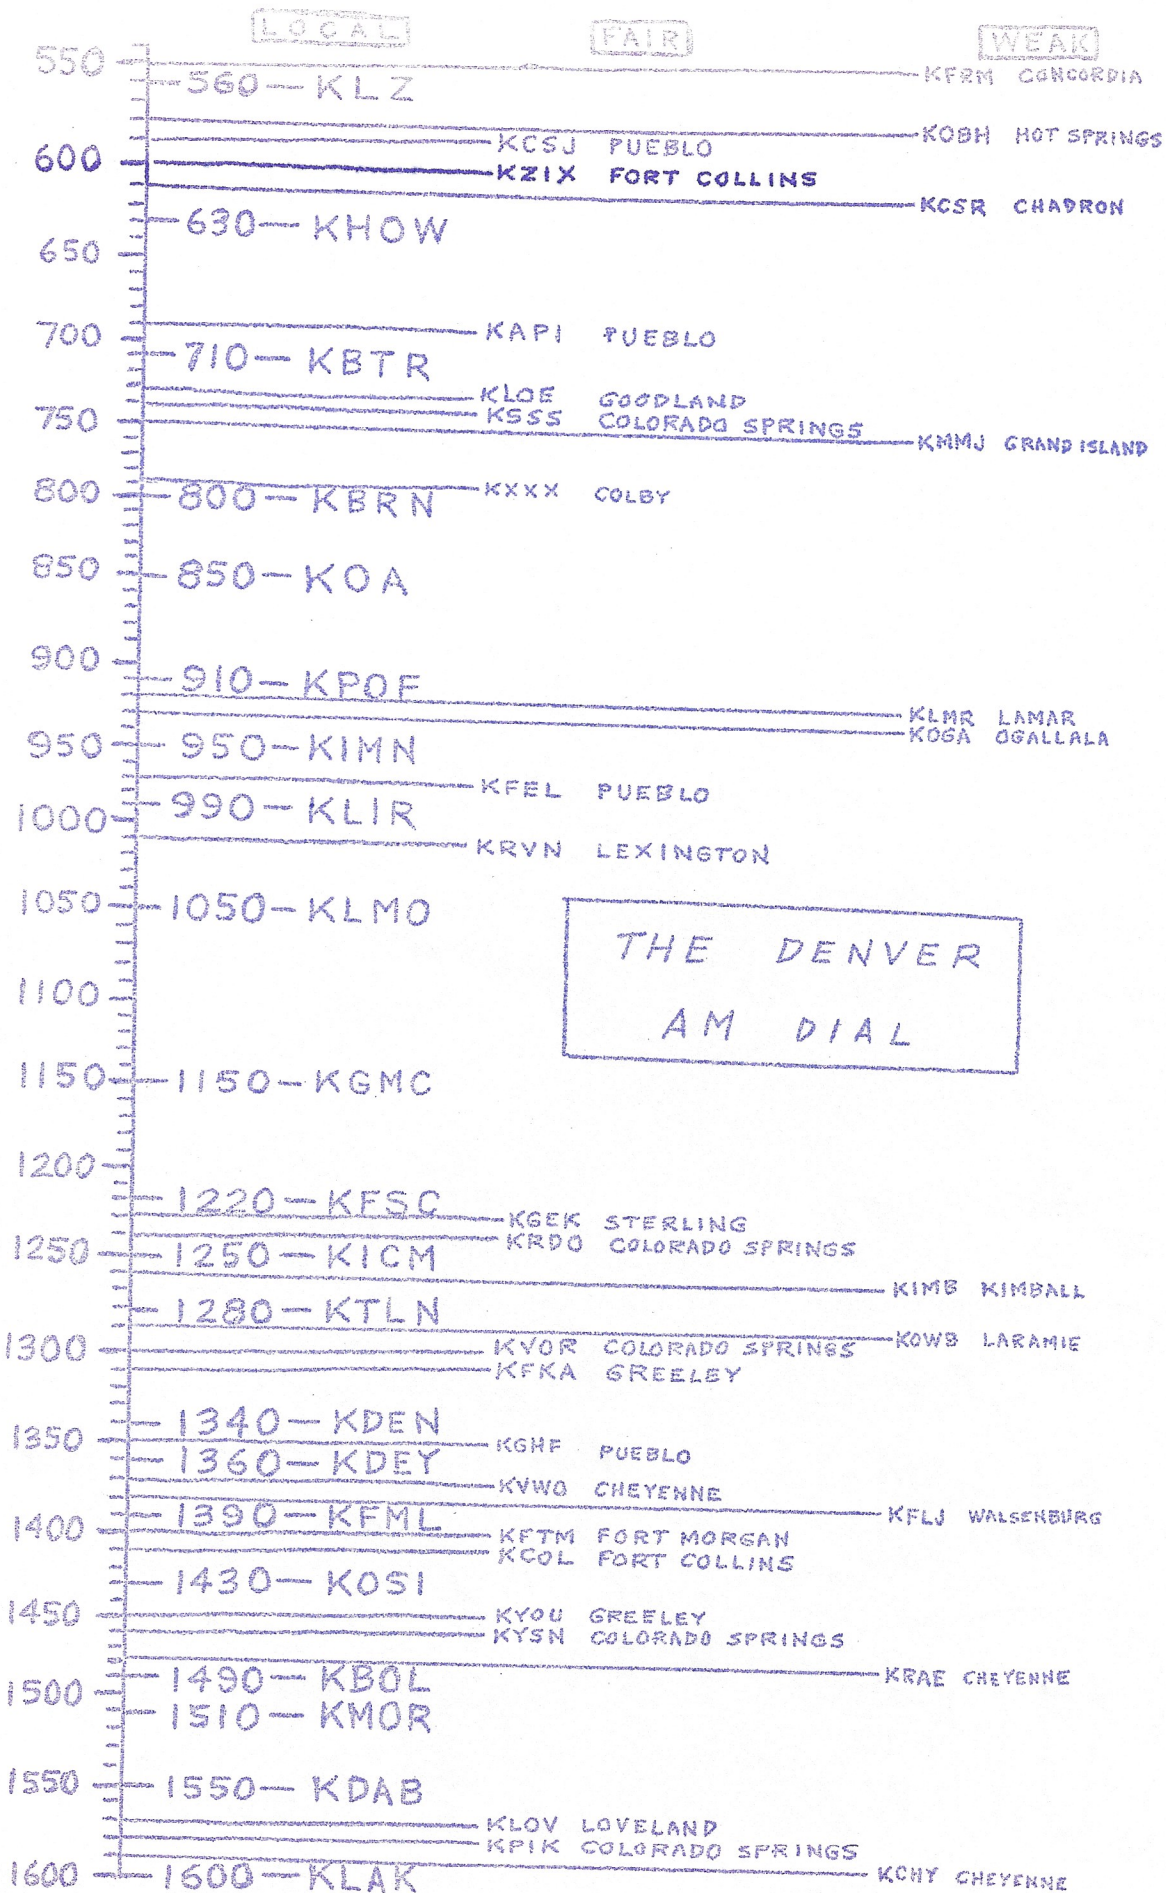 LOCAL FAIR WEAK
550 KFRM CONCORDIA
560—KLZ
KOBH HOT SPRINGS
KCSJ PUEBLO
600 KZIX FORT COLLINS
KCSR CHADRON
630—KHOW
650
KAPI PUEBLO
700
710—KBTR
KLOE GOODLAND
KSSS COLORADO SPRINGS
750
KMMJ GRAND ISLAND
KXXX COLBY
800 800—KBRN
850 850—KOA
900
910—KPOF
KLMR LAMAR
KOGA OGALLALA
950 950—KIMN
KFEL PUEBLO
990—KLIR
1000
KRVN LEXINGTON
1050 1050—KLMO
THE DENVER
AM DIAL
1100
1150 1150—KGMC
1200
1220—KFSC
KGEK STERLING
KRDO COLORADO SPRINGS
1250 1250—KICM
KIMB KIMBALL
1280—KTLN
KOWB LARAMIE
1300 KVOR COLORADO SPRINGS
KFKA GREELEY
1340—KDEN
1350 KGHF PUEBLO
1360—KDEY
KVWO CHEYENNE
KFLJ WALSENBURG
1390—KFML
1400 KFTM FORT MORGAN
KCOL FORT COLLINS
1430—KOSI
1450 KYOU GREELEY
KYSN COLORADO SPRINGS
KRAE CHEYENNE
1490—KBOL
1500
1510—KMOR
1550 1550—KDAB
KLOV LOVELAND
KPIK COLORADO SPRINGS
KCHY CHEYENNE
1600 1600—KLAK